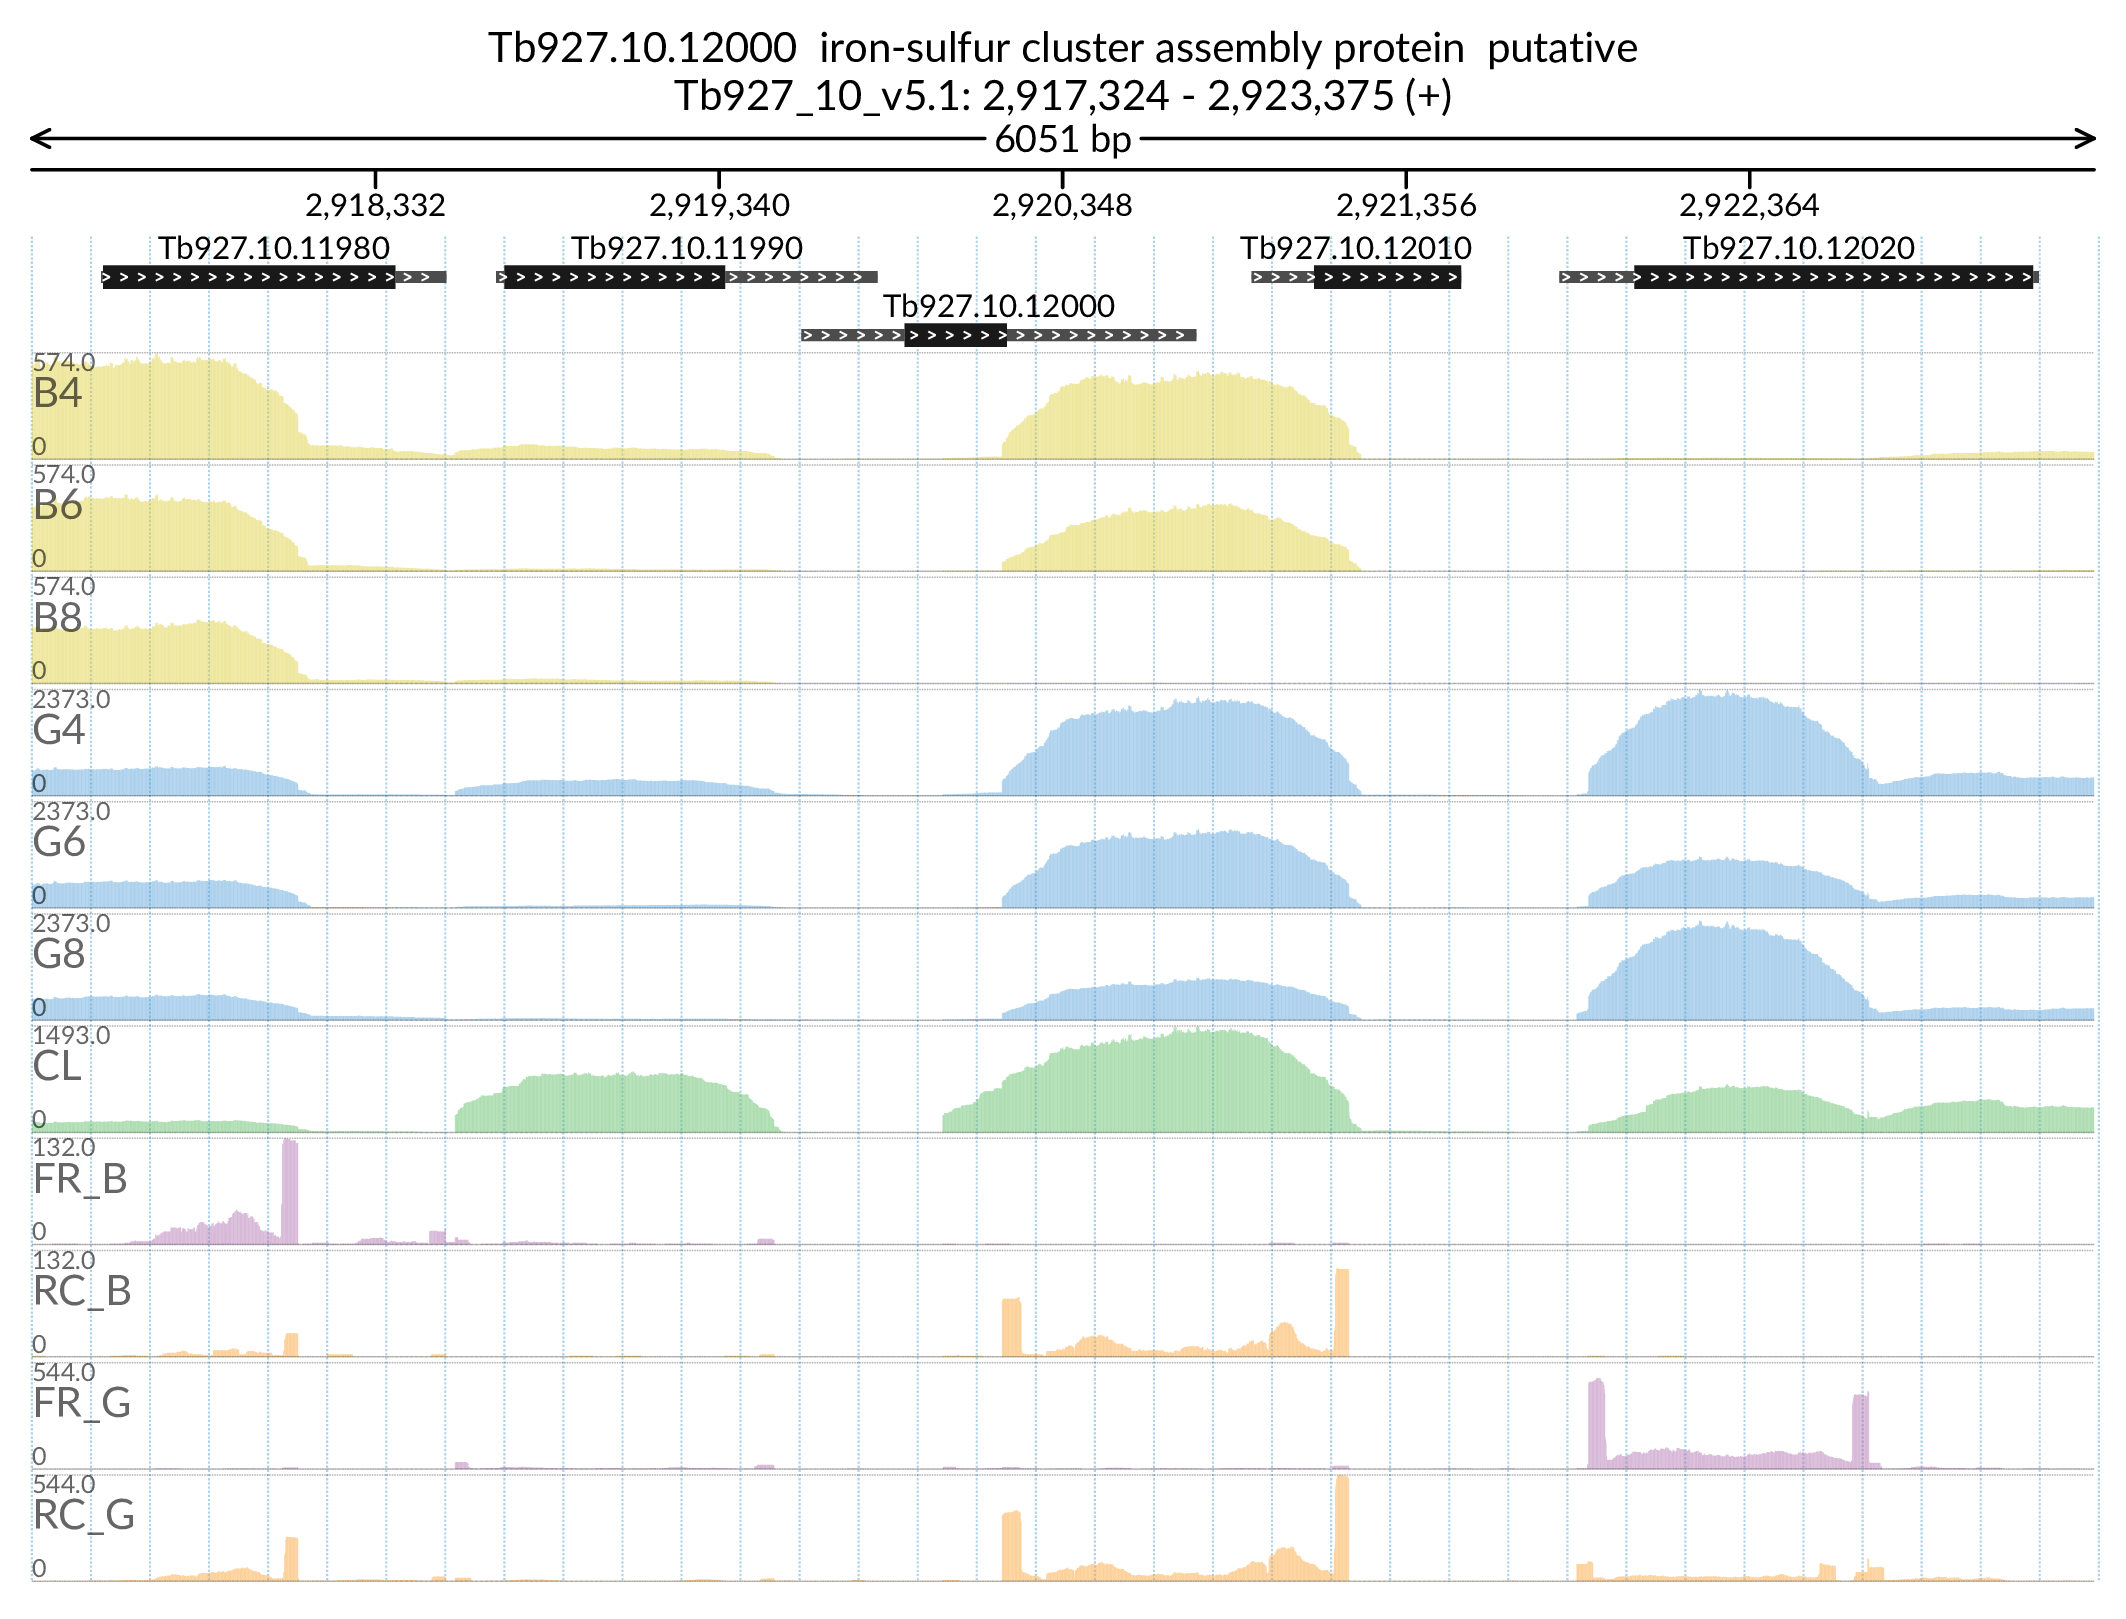 Tb927.10.12000  iron-sulfur cluster assembly protein  putative
Tb927_10_v5.1: 2,917,324 - 2,923,375 (+)
6051 bp
2,918,332 2,919,340 2,920,348 2,921,356 2,922,364
Tb927.10.11980 Tb927.10.11990 Tb927.10.12010 Tb927.10.12020
Tb927.10.12000
574.0
B4
0
574.0
B6
0
574.0
B8
0
2373.0
G4
0
2373.0
G6
0
2373.0
G8
0
1493.0
CL
0
132.0
FR_B
0
132.0
RC_B
0
544.0
FR_G
0
544.0
RC_G
0